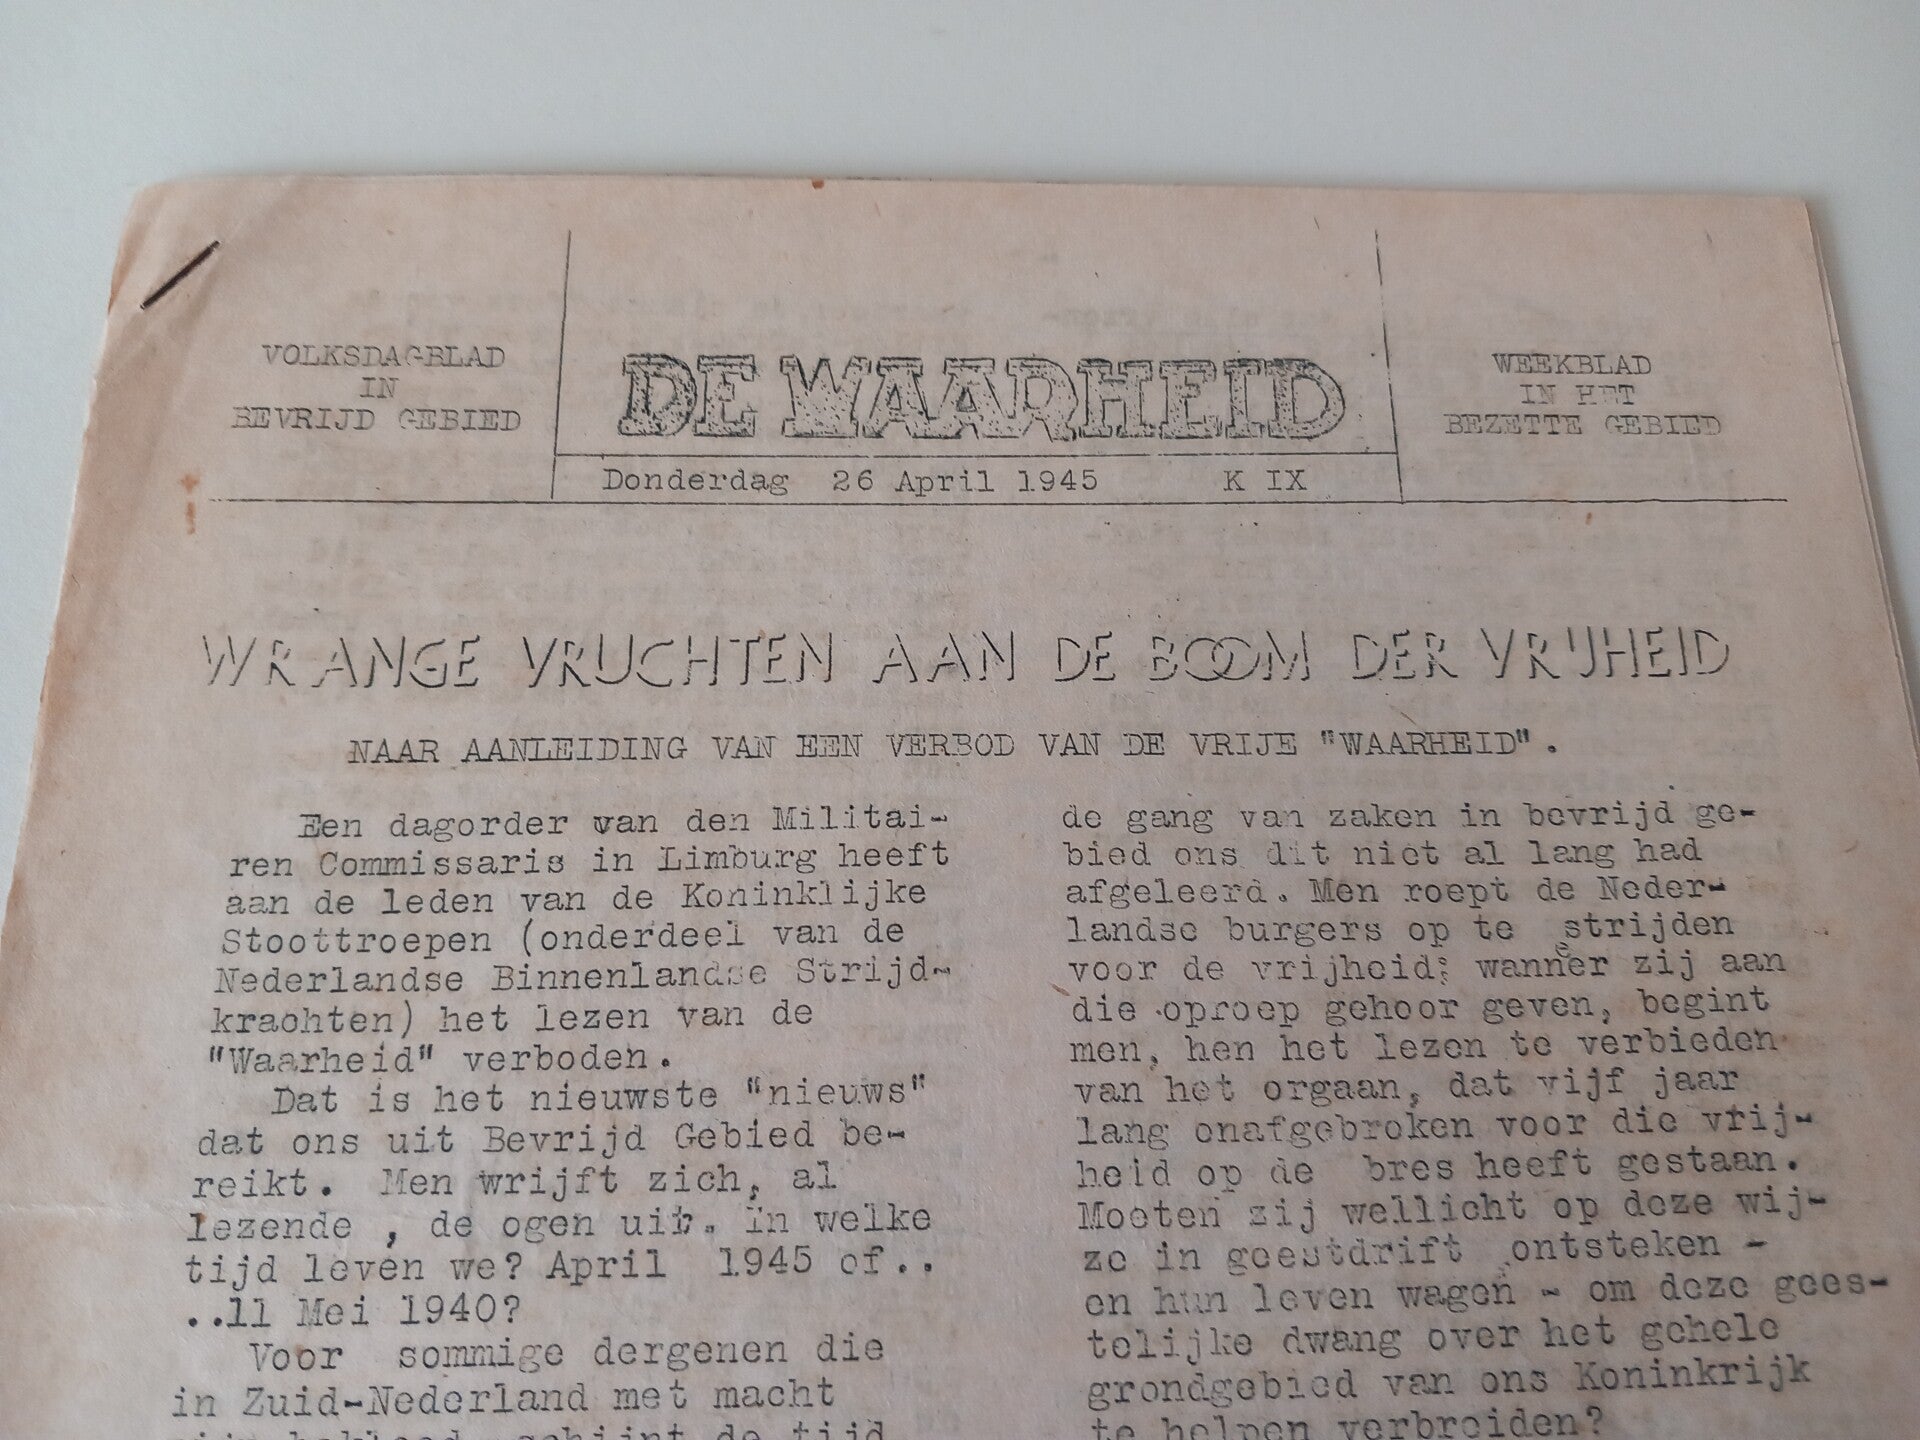 VOLKSDAGBLAD
IN
BEVRIJD GEBIED
DE WAARHEID
Donderdag 26 April 1945 K IX
WEEKBLAD
IN HET
BEZETTE GEBIED
WRANGE VRUCHTEN AAN DE BOOM DER VRIJHEID
NAAR AANLEIDING VAN EEN VERBOD VAN DE VRIJE "WAARHEID".
Een dagorder van den Militai-
ren Commissaris in Limburg heeft
aan de leden van de Koninklijke
Stoottroepen (onderdeel van de
Nederlandse Binnenlandse Strijd-
krachten) het lezen van de
"Waarheid" verboden.
Dat is het nieuwste "nieuws"
dat ons uit Bevrijd Gebied be-
reikt. Men wrijft zich, al
lezende , de ogen uit. In welke
tijd leven we? April 1945 of..
..11 Mei 1940?
Voor sommige dergenen die
in Zuid-Nederland met macht
schijnt de tijd
de gang van zaken in bevrijd ge-
bied ons dit niet al lang had
afgeleerd. Men roept de Neder-
landse burgers op te strijden
voor de vrijheid; wanneer zij aan
die oproep gehoor geven, begint
men, hen het lezen te verbieden
van het orgaan, dat vijf jaar
lang onafgebroken voor die vrij-
heid op de bres heeft gestaan.
Moeten zij wellicht op deze wij-
ze in geestdrift ontsteken -
en hun leven wagen - om deze gees-
telijke dwang over het gehele
grondgebied van ons Koninkrijk
te helpen verbreiden?